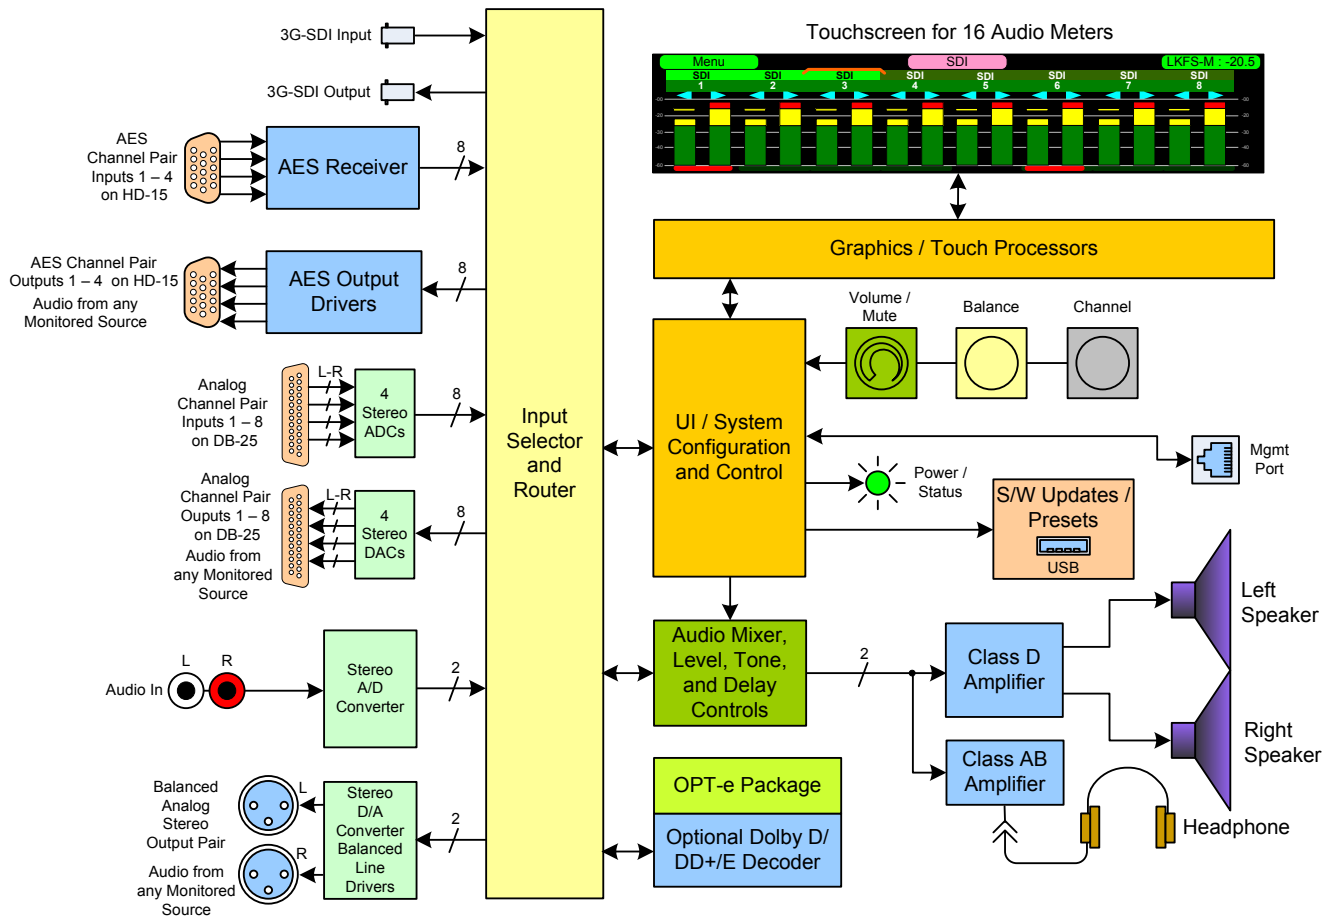 Touchscreen for 16 Audio Meters
Menu
SDI
LKFS-M : -20.5
SDI
1
SDI
2
SDI
3
SDI
4
SDI
5
SDI
6
SDI
7
SDI
8
3G-SDI Input
3G-SDI Output
AES
Channel Pair
Inputs 1 – 4
on HD-15
AES Receiver
8
AES Channel Pair
Outputs 1 – 4 on HD-15
Audio from any
Monitored Source
AES Output
Drivers
8
Analog
Channel Pair
Inputs 1 – 8
on DB-25
L-R
4
Stereo
ADCs
8
Analog
Channel Pair
Ouputs 1 – 8
on DB-25
Audio from
any Monitored
Source
L-R
4
Stereo
DACs
8
Audio In
L
R
Stereo
A/D
Converter
2
Balanced
Analog
Stereo
Output Pair
Audio from
any Monitored
Source
L
R
Stereo
D/A
Converter
Balanced
Line
Drivers
2
Input
Selector
and
Router
Graphics / Touch Processors
UI / System
Configuration
and Control
Volume /
Mute
Balance
Channel
Mgmt
Port
Power /
Status
S/W Updates /
Presets
USB
Audio Mixer,
Level, Tone,
and Delay
Controls
2
Class D
Amplifier
Left
Speaker
Right
Speaker
Class AB
Amplifier
Headphone
OPT-e Package
Optional Dolby D/
DD+/E Decoder